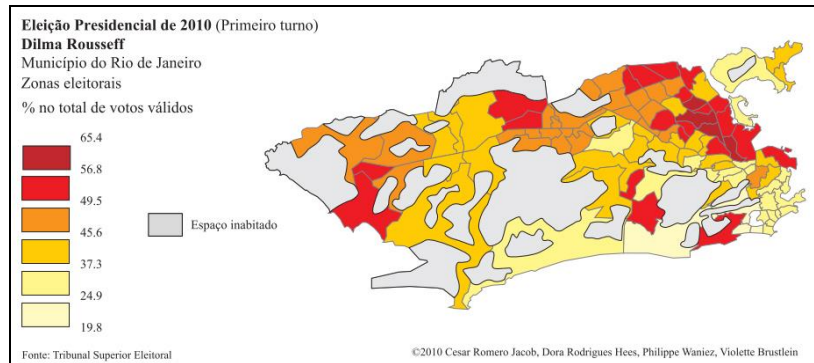 Eleição Presidencial de 2010 (Primeiro turno)
Dilma Rousseff
Município do Rio de Janeiro
Zonas eleitorais
% no total de votos válidos
65.4
56.8
49.5
45.6
37.3
24.9
19.8
Espaço inabitado
Fonte: Tribunal Superior Eleitoral
©2010 Cesar Romero Jacob, Dora Rodrigues Hees, Philippe Waniez, Violette Brustlein